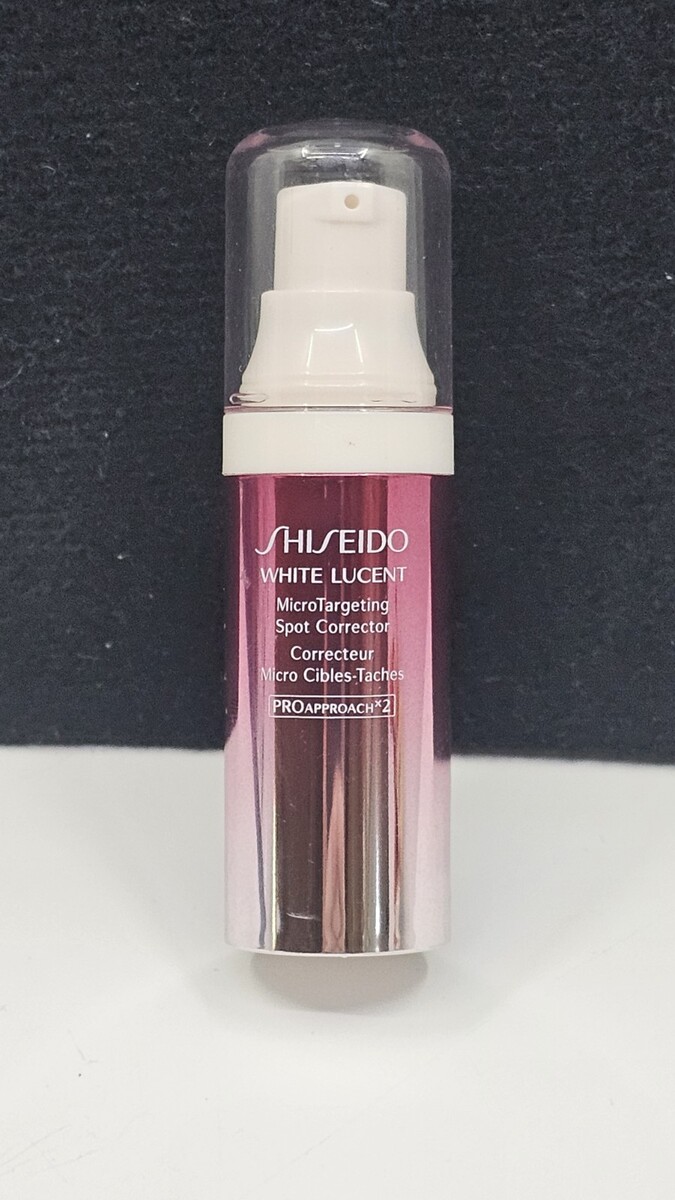 SHISEIDO
WHITE LUCENT
MicroTargeting
Spot Corrector
Correcteur
Micro Cibles-Taches
PROAPPROACH×2